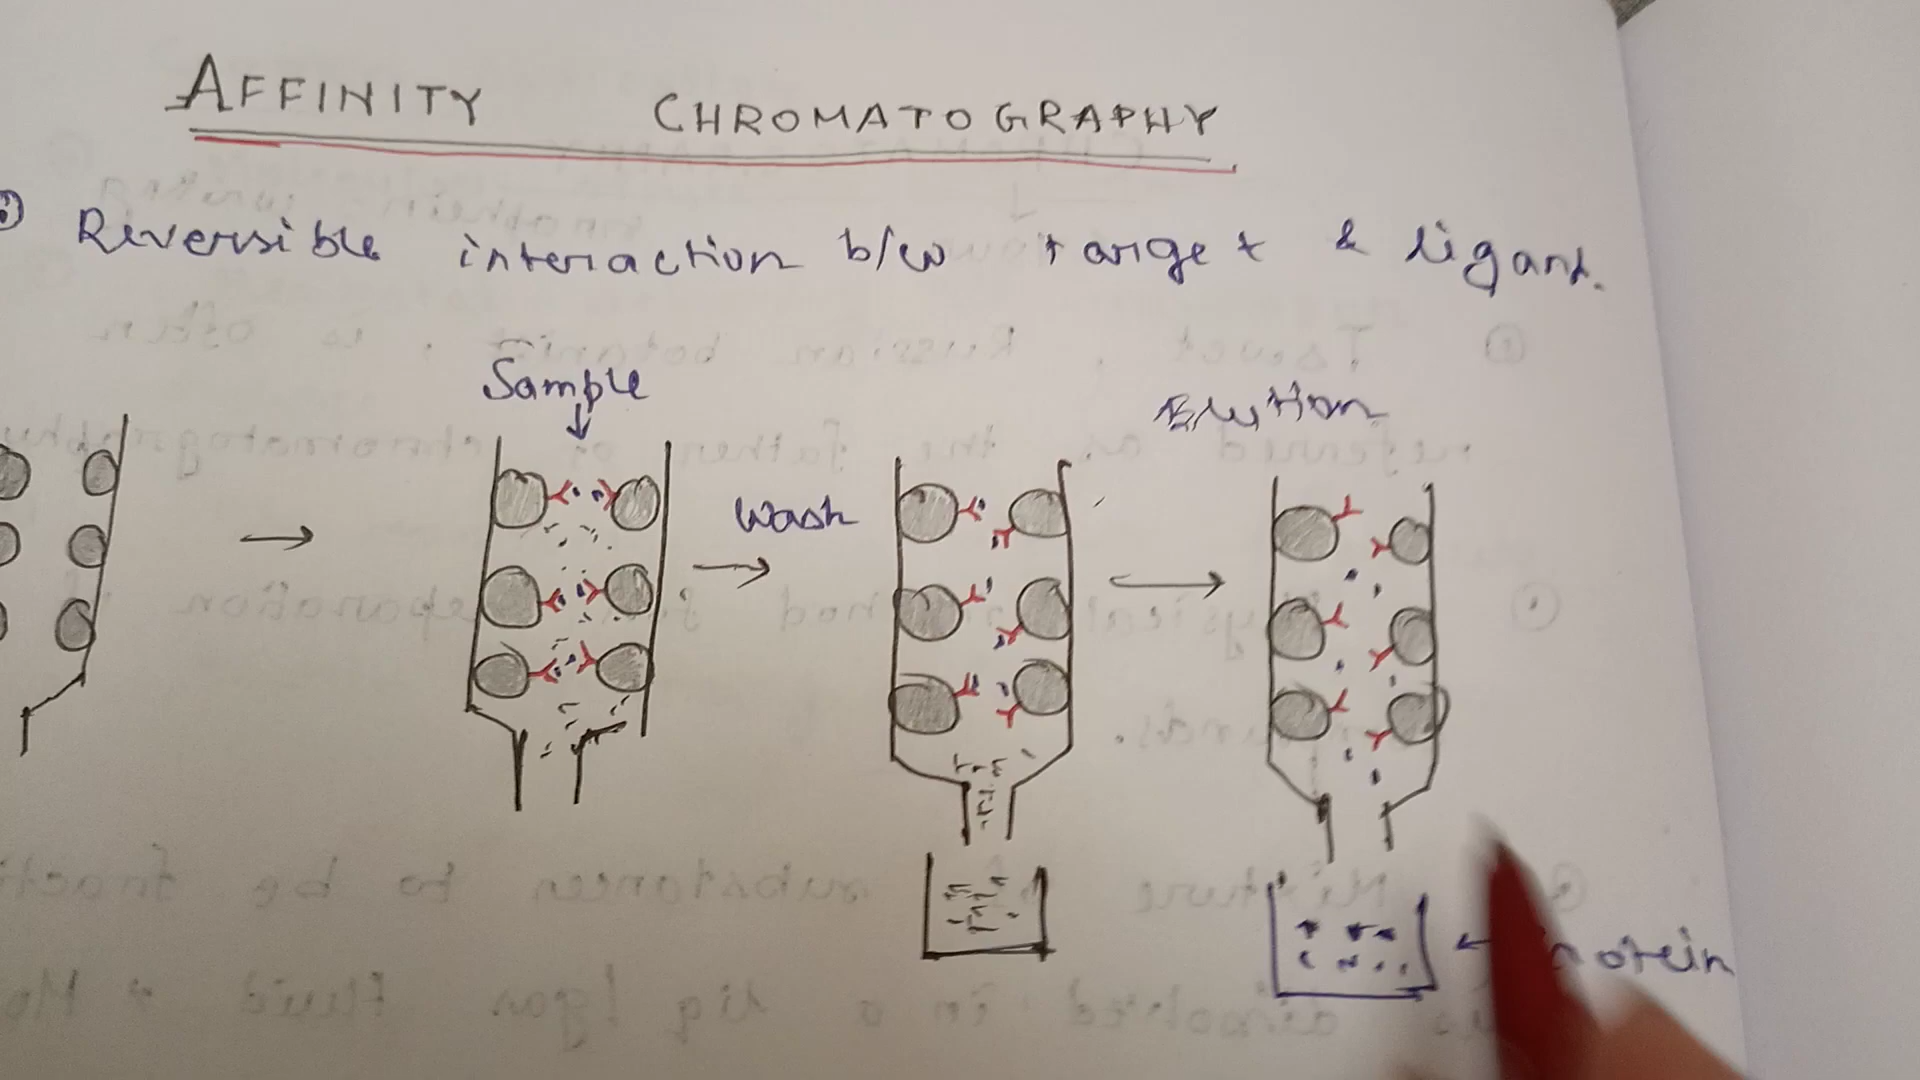 AFFINITY CHROMATOGRAPHY
Reversible interaction b/w target & ligand.
Sample
Elution
Wash